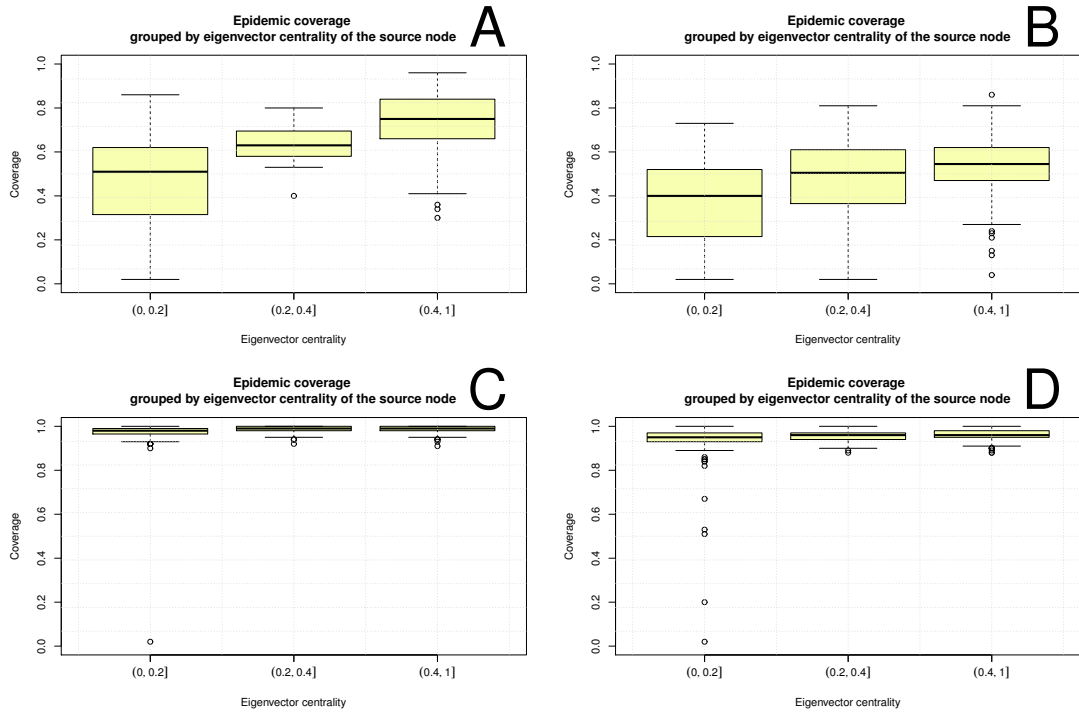 Epidemic coverage
grouped by eigenvector centrality of the source node
A
Coverage
1.0
0.8
0.6
0.4
0.2
0.0
(0, 0.2]
(0.2, 0.4]
(0.4, 1]
Eigenvector centrality
Epidemic coverage
grouped by eigenvector centrality of the source node
B
Coverage
1.0
0.8
0.6
0.4
0.2
0.0
(0, 0.2]
(0.2, 0.4]
(0.4, 1]
Eigenvector centrality
Epidemic coverage
grouped by eigenvector centrality of the source node
C
Coverage
1.0
0.8
0.6
0.4
0.2
0.0
(0, 0.2]
(0.2, 0.4]
(0.4, 1]
Eigenvector centrality
Epidemic coverage
grouped by eigenvector centrality of the source node
D
Coverage
1.0
0.8
0.6
0.4
0.2
0.0
(0, 0.2]
(0.2, 0.4]
(0.4, 1]
Eigenvector centrality